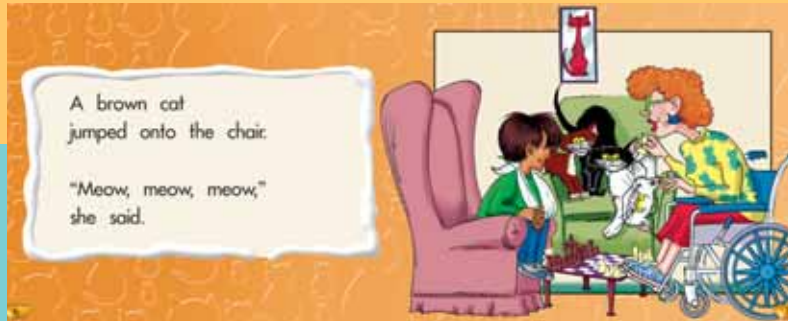 A brown cat
jumped onto the chair.
"Meow, meow, meow,"
she said.